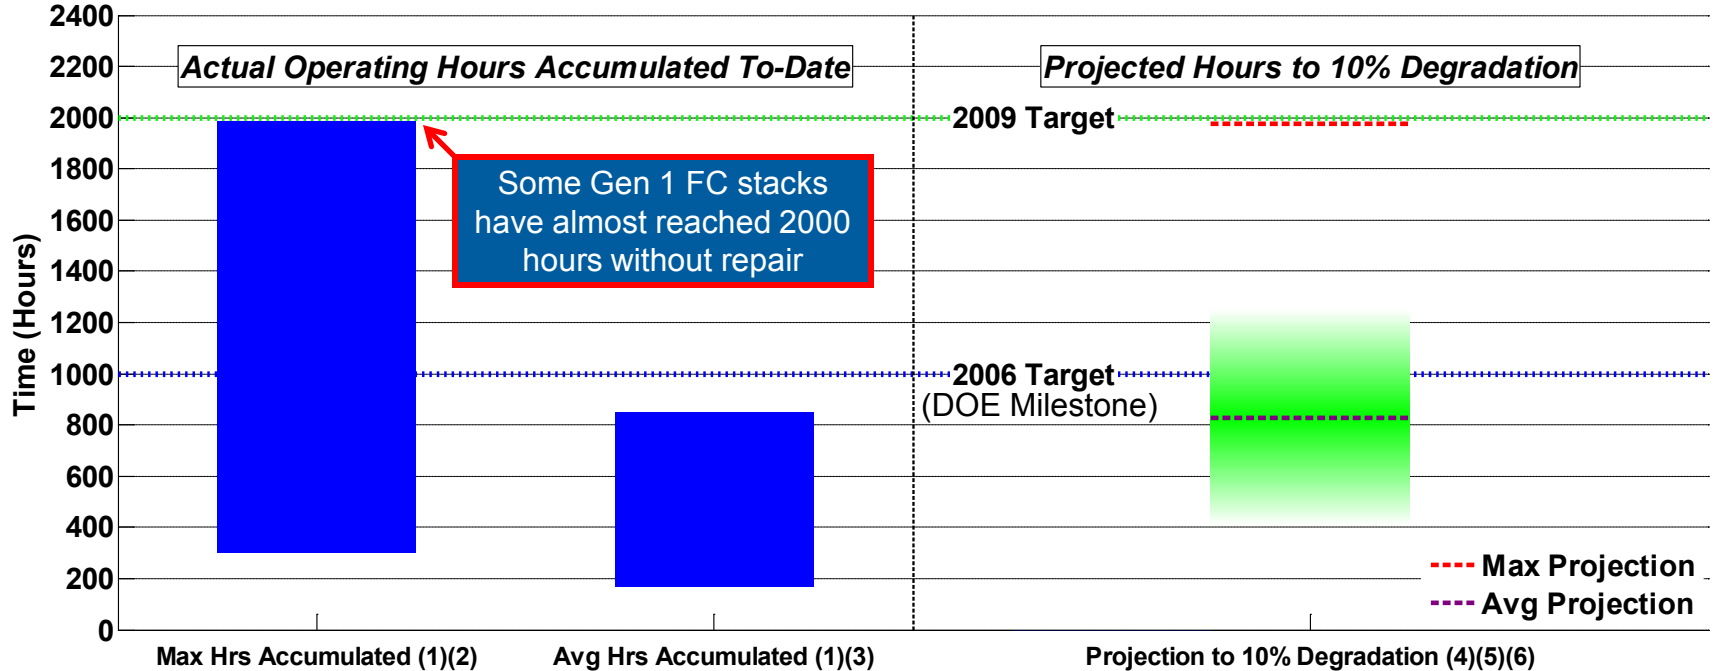 Actual Operating Hours Accumulated To-Date
Projected Hours to 10% Degradation
Time (Hours)
2400
2200
2000
1800
1600
1400
1200
1000
800
600
400
200
0
2009 Target
Some Gen 1 FC stacks
have almost reached 2000
hours without repair
2006 Target
(DOE Milestone)
Max Projection
Avg Projection
Max Hrs Accumulated (1)(2)
Avg Hrs Accumulated (1)(3)
Projection to 10% Degradation (4)(5)(6)